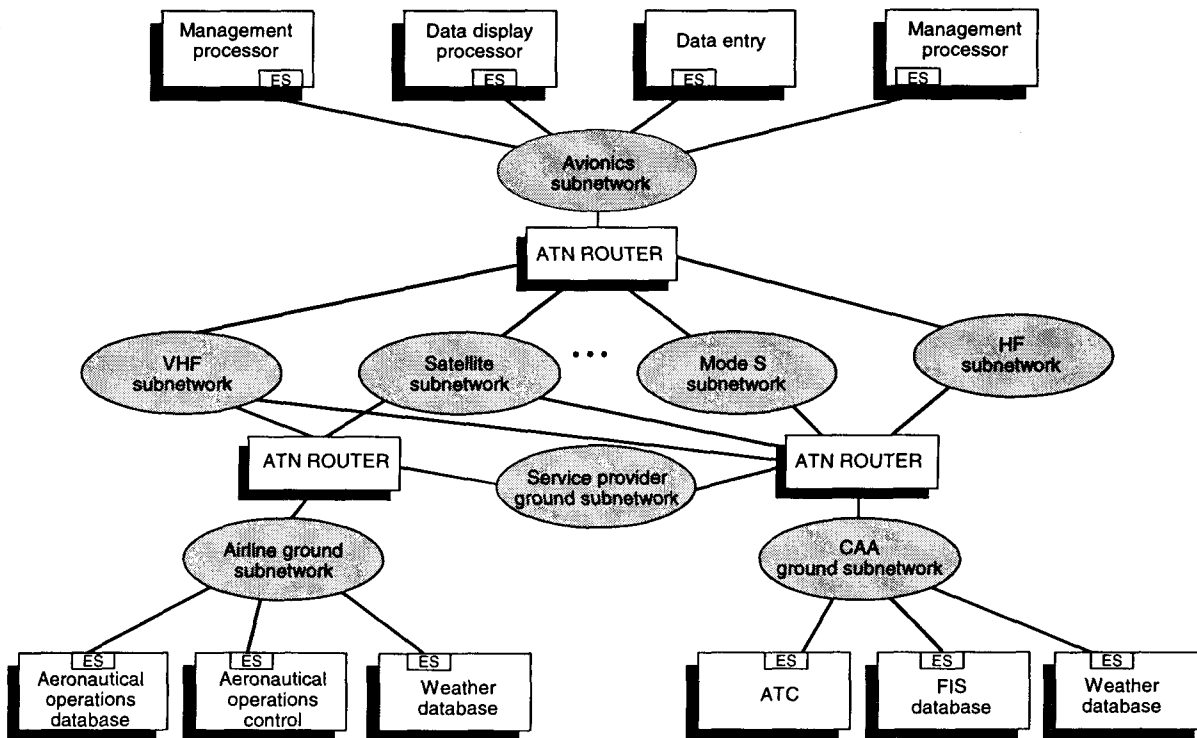 Management
processor
ES
Data display
processor
ES
Data entry
ES
Management
processor
ES
Avionics
subnetwork
ATN ROUTER
VHF
subnetwork
Satellite
subnetwork
...
Mode S
subnetwork
HF
subnetwork
ATN ROUTER
Service provider
ground subnetwork
ATN ROUTER
Airline ground
subnetwork
CAA
ground subnetwork
ES
Aeronautical
operations
database
ES
Aeronautical
operations
control
ES
Weather
database
ES
ATC
ES
FIS
database
ES
Weather
database